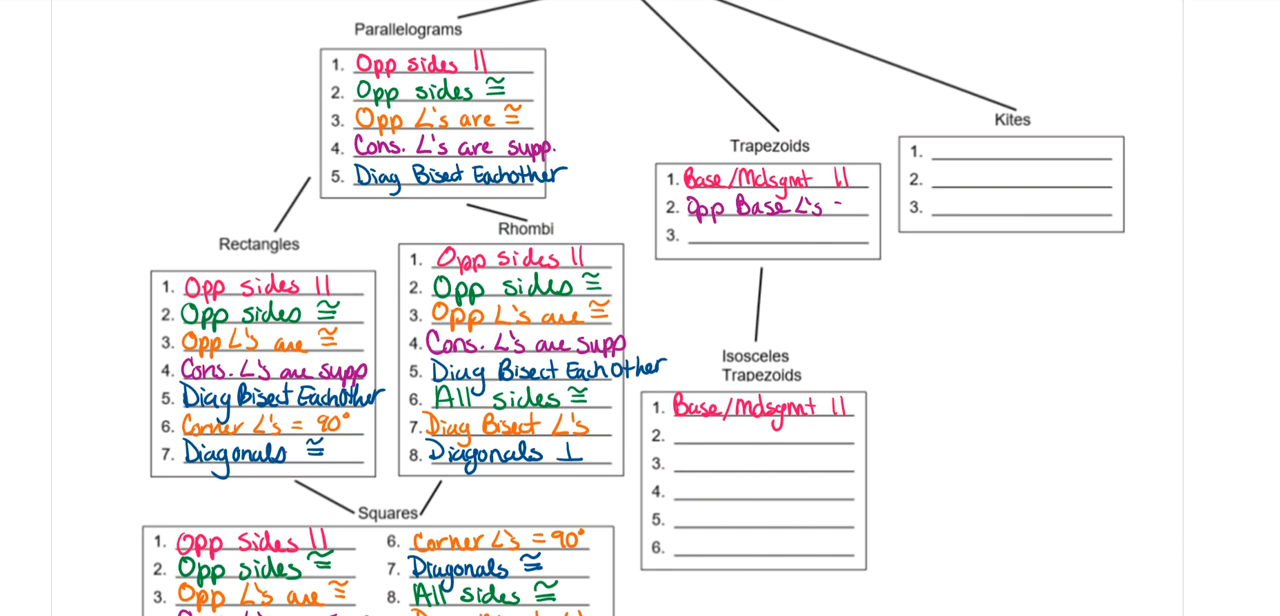 Parallelograms
1. Opp sides ||
2. Opp sides ≅
3. Opp ∠'s are ≅
4. Cons. ∠'s are supp.
5. Diag Bisect Eachother
Rectangles
1. Opp sides ||
2. Opp sides ≅
3. Opp ∠'s are ≅
4. Cons. ∠'s are supp
5. Diag Bisect Eachother
6. Corner ∠'s = 90°
7. Diagonals ≅
Rhombi
1. Opp sides ||
2. Opp sides ≅
3. Opp ∠'s are ≅
4. Cons. ∠'s are supp
5. Diag Bisect Each Other
6. All sides ≅
7. Diag Bisect ∠'s
8. Diagonals ⊥
Squares
1. Opp Sides ||
2. Opp sides ≅
3. Opp ∠'s are ≅
6. Corner ∠'s = 90°
7. Diagonals ≅
8. All sides ≅
Trapezoids
1. Base/Mdsgmt ||
2. Opp Base ∠'s -
3.
Isosceles
Trapezoids
1. Base/Mdsgmt ||
2.
3.
4.
5.
6.
Kites
1.
2.
3.